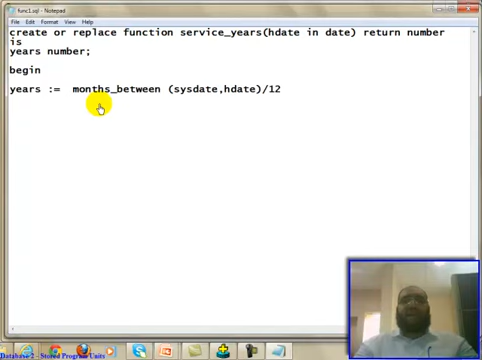 func1.sql - Notepad
File Edit Format View Help
create or replace function service_years(hdate in date) return number
is
years number;
begin
years := months_between (sysdate,hdate)/12
Database 2 - Stored Program Units